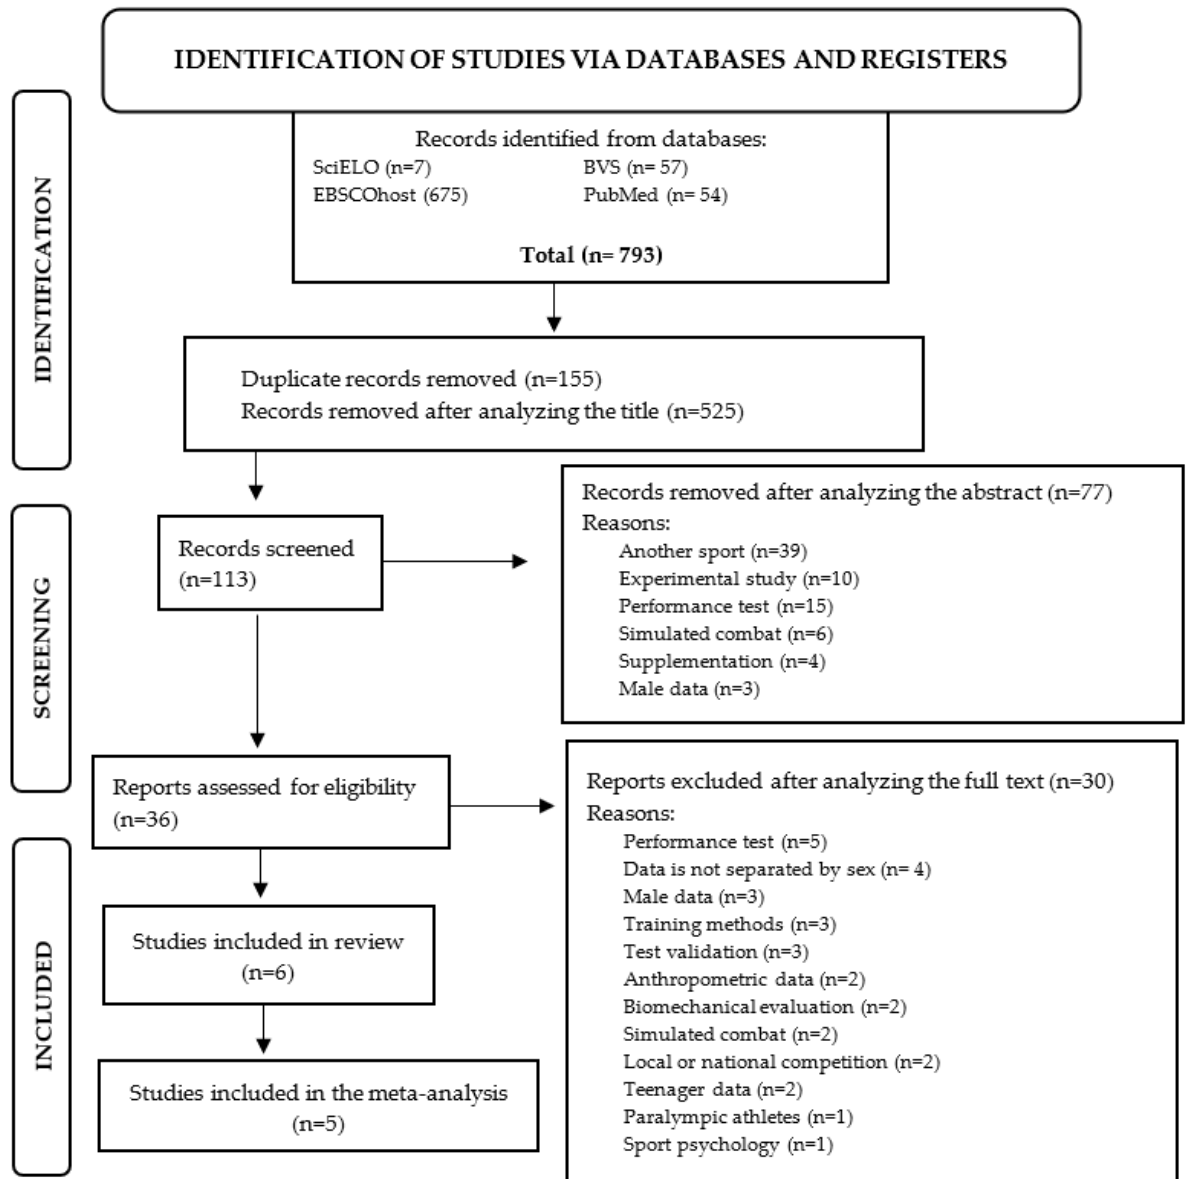 IDENTIFICATION OF STUDIES VIA DATABASES AND REGISTERS
IDENTIFICATION
Records identified from databases:
SciELO (n=7)
BVS (n= 57)
EBSCOhost (675)
PubMed (n= 54)
Total (n= 793)
Duplicate records removed (n=155)
Records removed after analyzing the title (n=525)
SCREENING
Records screened
(n=113)
Records removed after analyzing the abstract (n=77)
Reasons:
Another sport (n=39)
Experimental study (n=10)
Performance test (n=15)
Simulated combat (n=6)
Supplementation (n=4)
Male data (n=3)
Reports assessed for eligibility
(n=36)
Reports excluded after analyzing the full text (n=30)
Reasons:
Performance test (n=5)
Data is not separated by sex (n= 4)
Male data (n=3)
Training methods (n=3)
Test validation (n=3)
Anthropometric data (n=2)
Biomechanical evaluation (n=2)
Simulated combat (n=2)
Local or national competition (n=2)
Teenager data (n=2)
Paralympic athletes (n=1)
Sport psychology (n=1)
INCLUDED
Studies included in review
(n=6)
Studies included in the meta-analysis
(n=5)